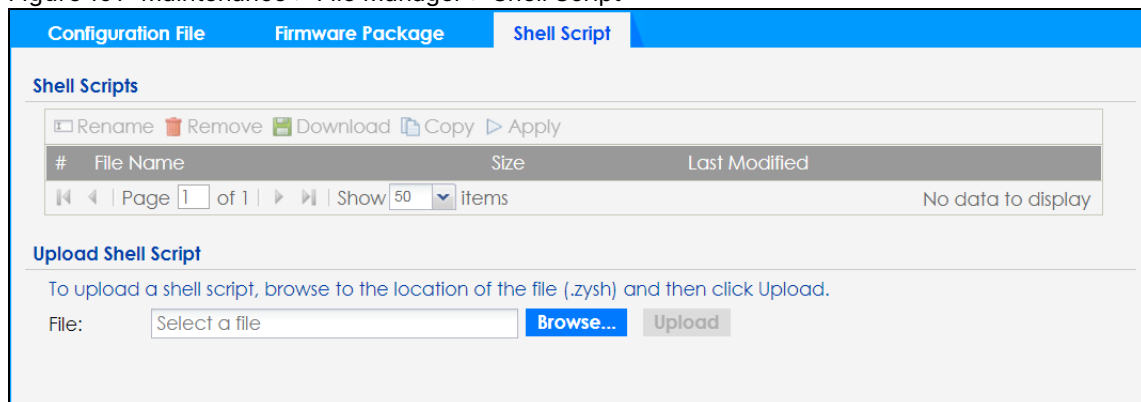 Configuration File Firmware Package Shell Script
Shell Scripts
Rename Remove Download Copy Apply
# File Name Size Last Modified
Page 1 of 1 Show 50 items No data to display
Upload Shell Script
To upload a shell script, browse to the location of the file (.zysh) and then click Upload.
File: Select a file Browse... Upload